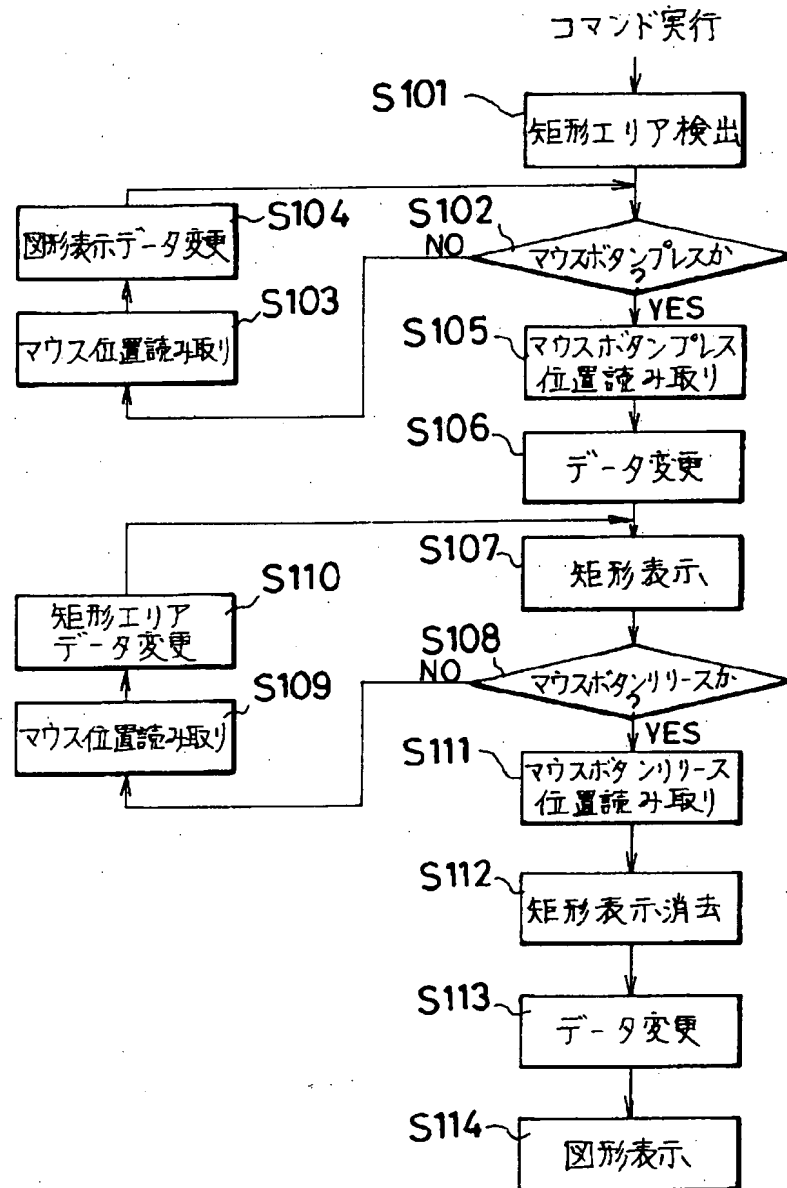 コマンド実行
S101
矩形エリア検出
S104
図形表示データ変更
S102
NO
マウスボタンプレスか
?
YES
S103
マウス位置読み取り
S105
マウスボタンプレス
位置読み取り
S106
データ変更
S107
矩形表示
S110
矩形エリア
データ変更
S108
NO
マウスボタンリリースか
?
YES
S109
マウス位置読み取り
S111
マウスボタンリリース
位置読み取り
S112
矩形表示消去
S113
データ変更
S114
図形表示